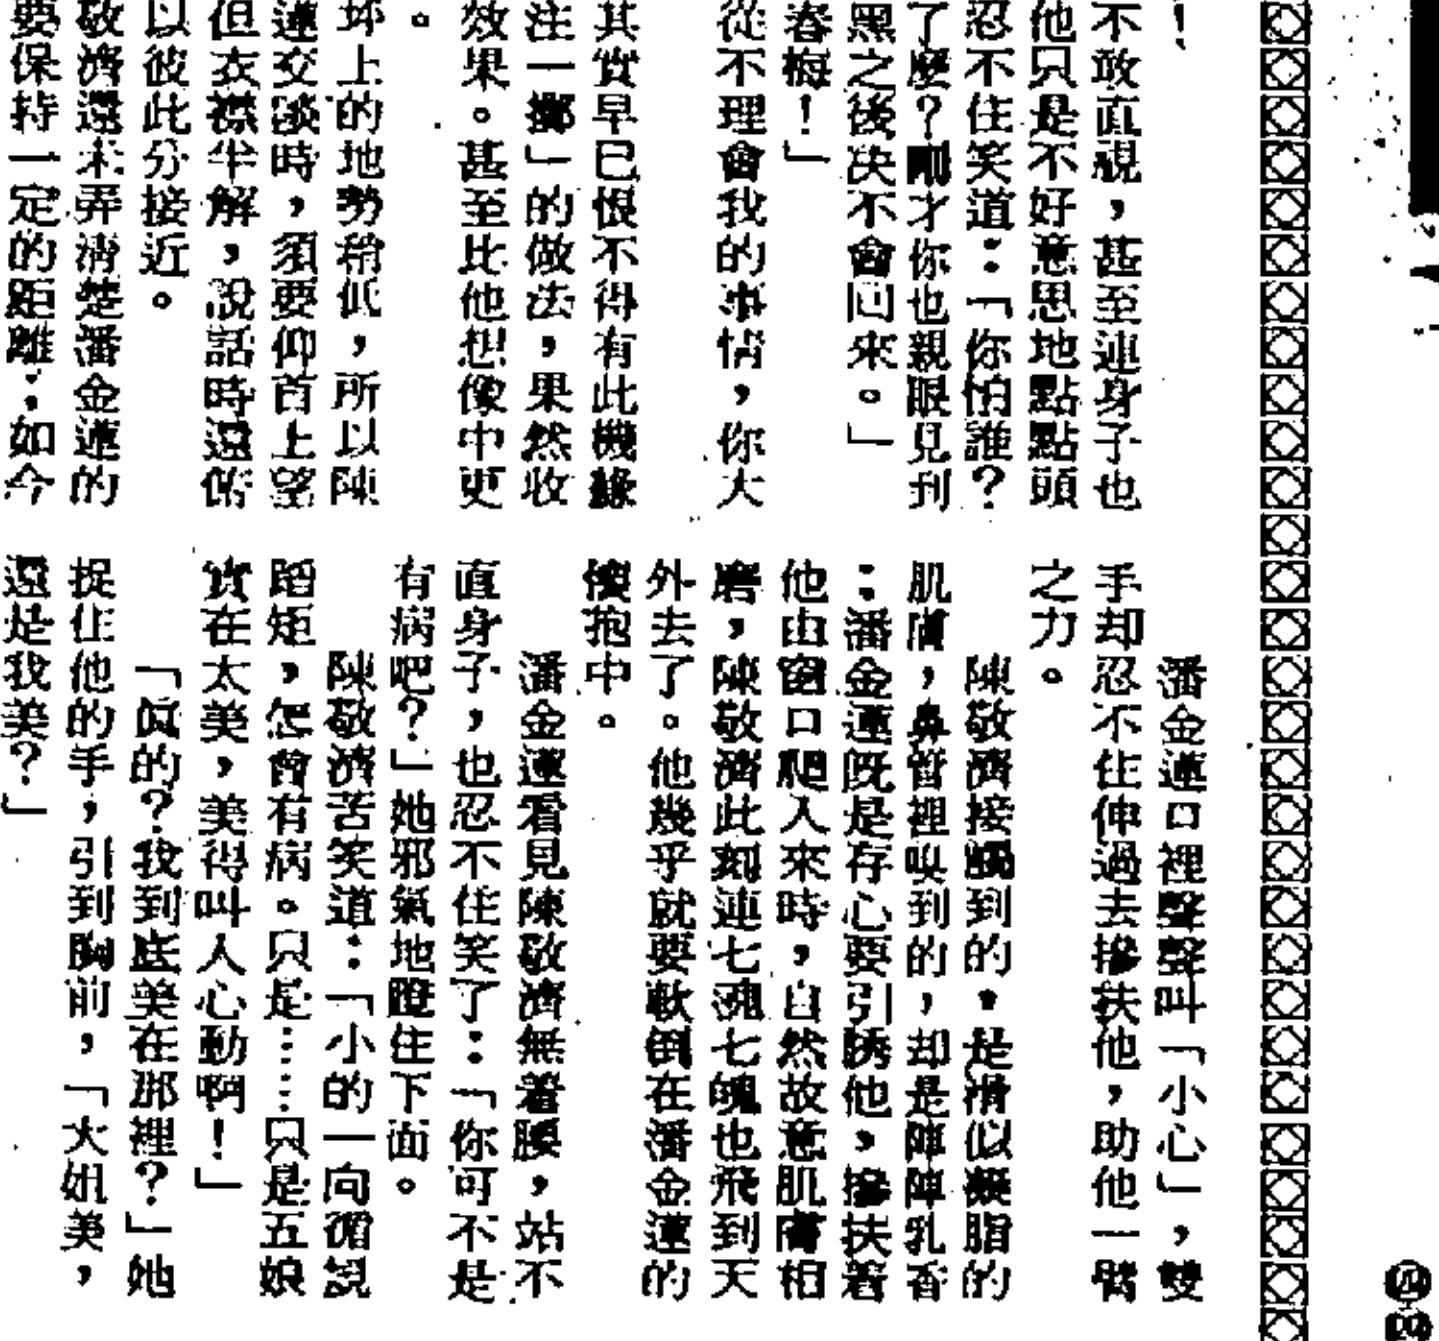 ！
不敢直視，甚至連身子也
他只是不好意思地點點頭
忍不住笑道：「你怕誰？
了麼？剛才你也親眼見到
黑之後決不會回來。」
春梅！」
從不理會我的事情，你大
其實早已恨不得有此機緣
注一擲」的做法，果然收
效果。甚至比他想像中更
。
坏上的地勢稍低，所以陳
蓮交談時，須要仰首上望
但衣襟半解，說話時還俯
以彼此分接近。
敬濟還未弄清楚潘金蓮的
要保持一定的距離；如今
潘金蓮口裡聲聲叫「小心」，雙
手却忍不住伸過去摻扶他，助他一臂
之力。
陳敬濟接觸到的，是滑似凝脂的
肌膚，鼻管裡嗅到的，却是陣陣乳香
：潘金蓮既是存心要引誘他，摻扶着
他由窗口爬入來時，自然故意肌膚相
磨，陳敬濟此刻連七魂七魄也飛到天
外去了。他幾乎就要軟倒在潘金蓮的
懷抱中。
潘金蓮看見陳敬濟無着腰，站不
直身子，也忍不住笑了：「你可不是
有病吧？」她邪氣地瞪住下面。
陳敬濟苦笑道：「小的一向循規
蹈矩，怎會有病。只是……只是五娘
實在太美，美得叫人心動啊！」
「眞的？我到底美在那裡？」她
捉住他的手，引到胸前，「大姐美，
還是我美？」